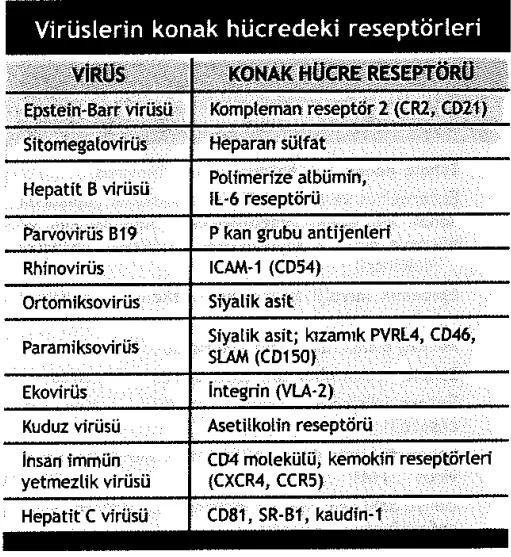 Virüslerin konak hücredeki reseptörleri
VİRÜS KONAK HÜCRE RESEPTÖRÜ
Epstein-Barr virüsü Kompleman reseptör 2 (CR2, CD21)
Sitomegalovirüs Heparan sülfat
Hepatit B virüsü Polimerize albümin,
IL-6 reseptörü
Parvovirüs B19 P kan grubu antijenleri
Rhinovirüs ICAM-1 (CD54)
Ortomiksovirüs Siyalik asit
Paramiksovirüs Siyalik asit; kızamık PVRL4, CD46,
SLAM (CD150)
Ekovirüs İntegrin (VLA-2)
Kuduz virüsü Asetilkolin reseptörü
İnsan immün
yetmezlik virüsü CD4 molekülü, kemokin reseptörleri
(CXCR4, CCR5)
Hepatit C virüsü CD81, SR-B1, kaudin-1